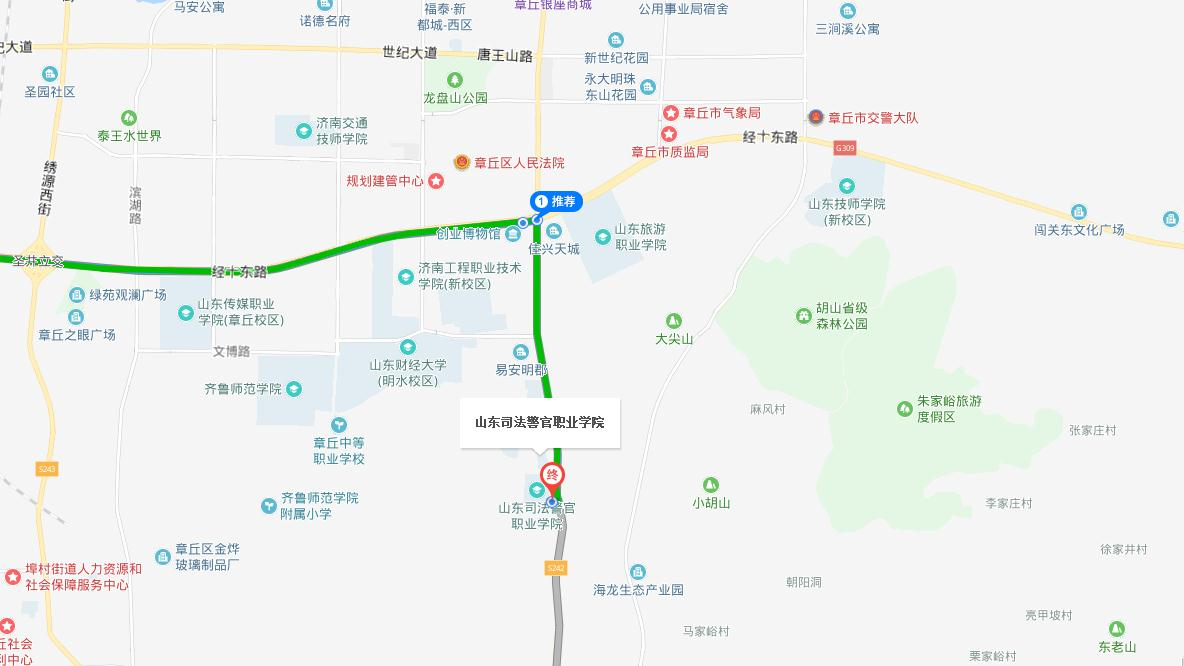 马安公寓
诺德名府
福泰·新
都城-西区
章丘银座商城
公用事业局宿舍
三涧溪公寓
世纪大道
唐王山路
新世纪花园
圣园社区
龙盘山公园
永大明珠
东山花园
泰王水世界
济南交通
技师学院
章丘市气象局
章丘市质监局
章丘市交警大队
经十东路
G309
绣源西街
滨湖路
章丘区人民法院
规划建管中心
1 推荐
创业博物馆
佳兴天城
山东旅游
职业学院
山东技师学院
(新校区)
闯关东文化广场
圣井立交
经十东路
济南工程职业技术
学院(新校区)
绿苑观澜广场
章丘之眼广场
山东传媒职业
学院(章丘校区)
文博路
大尖山
胡山省级
森林公园
山东财经大学
(明水校区)
易安明郡
齐鲁师范学院
麻风村
朱家峪旅游
度假区
张家庄村
山东司法警官职业学院
章丘中等
职业学校
S243
终
山东司法警官
职业学院
小胡山
李家庄村
齐鲁师范学院
附属小学
章丘区金烨
玻璃制品厂
徐家井村
埠村街道人力资源和
社会保障服务中心
S242
海龙生态产业园
朝阳洞
亮甲坡村
马家峪村
东老山
栗家峪村
丘社会
利中心